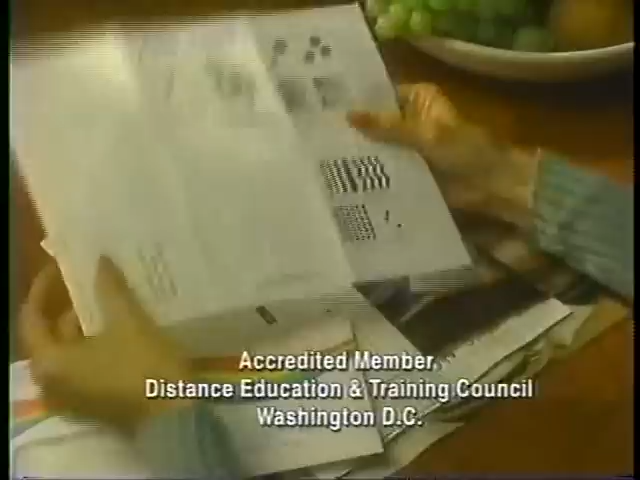 Accredited Member,
Distance Education & Training Council
Washington D.C.